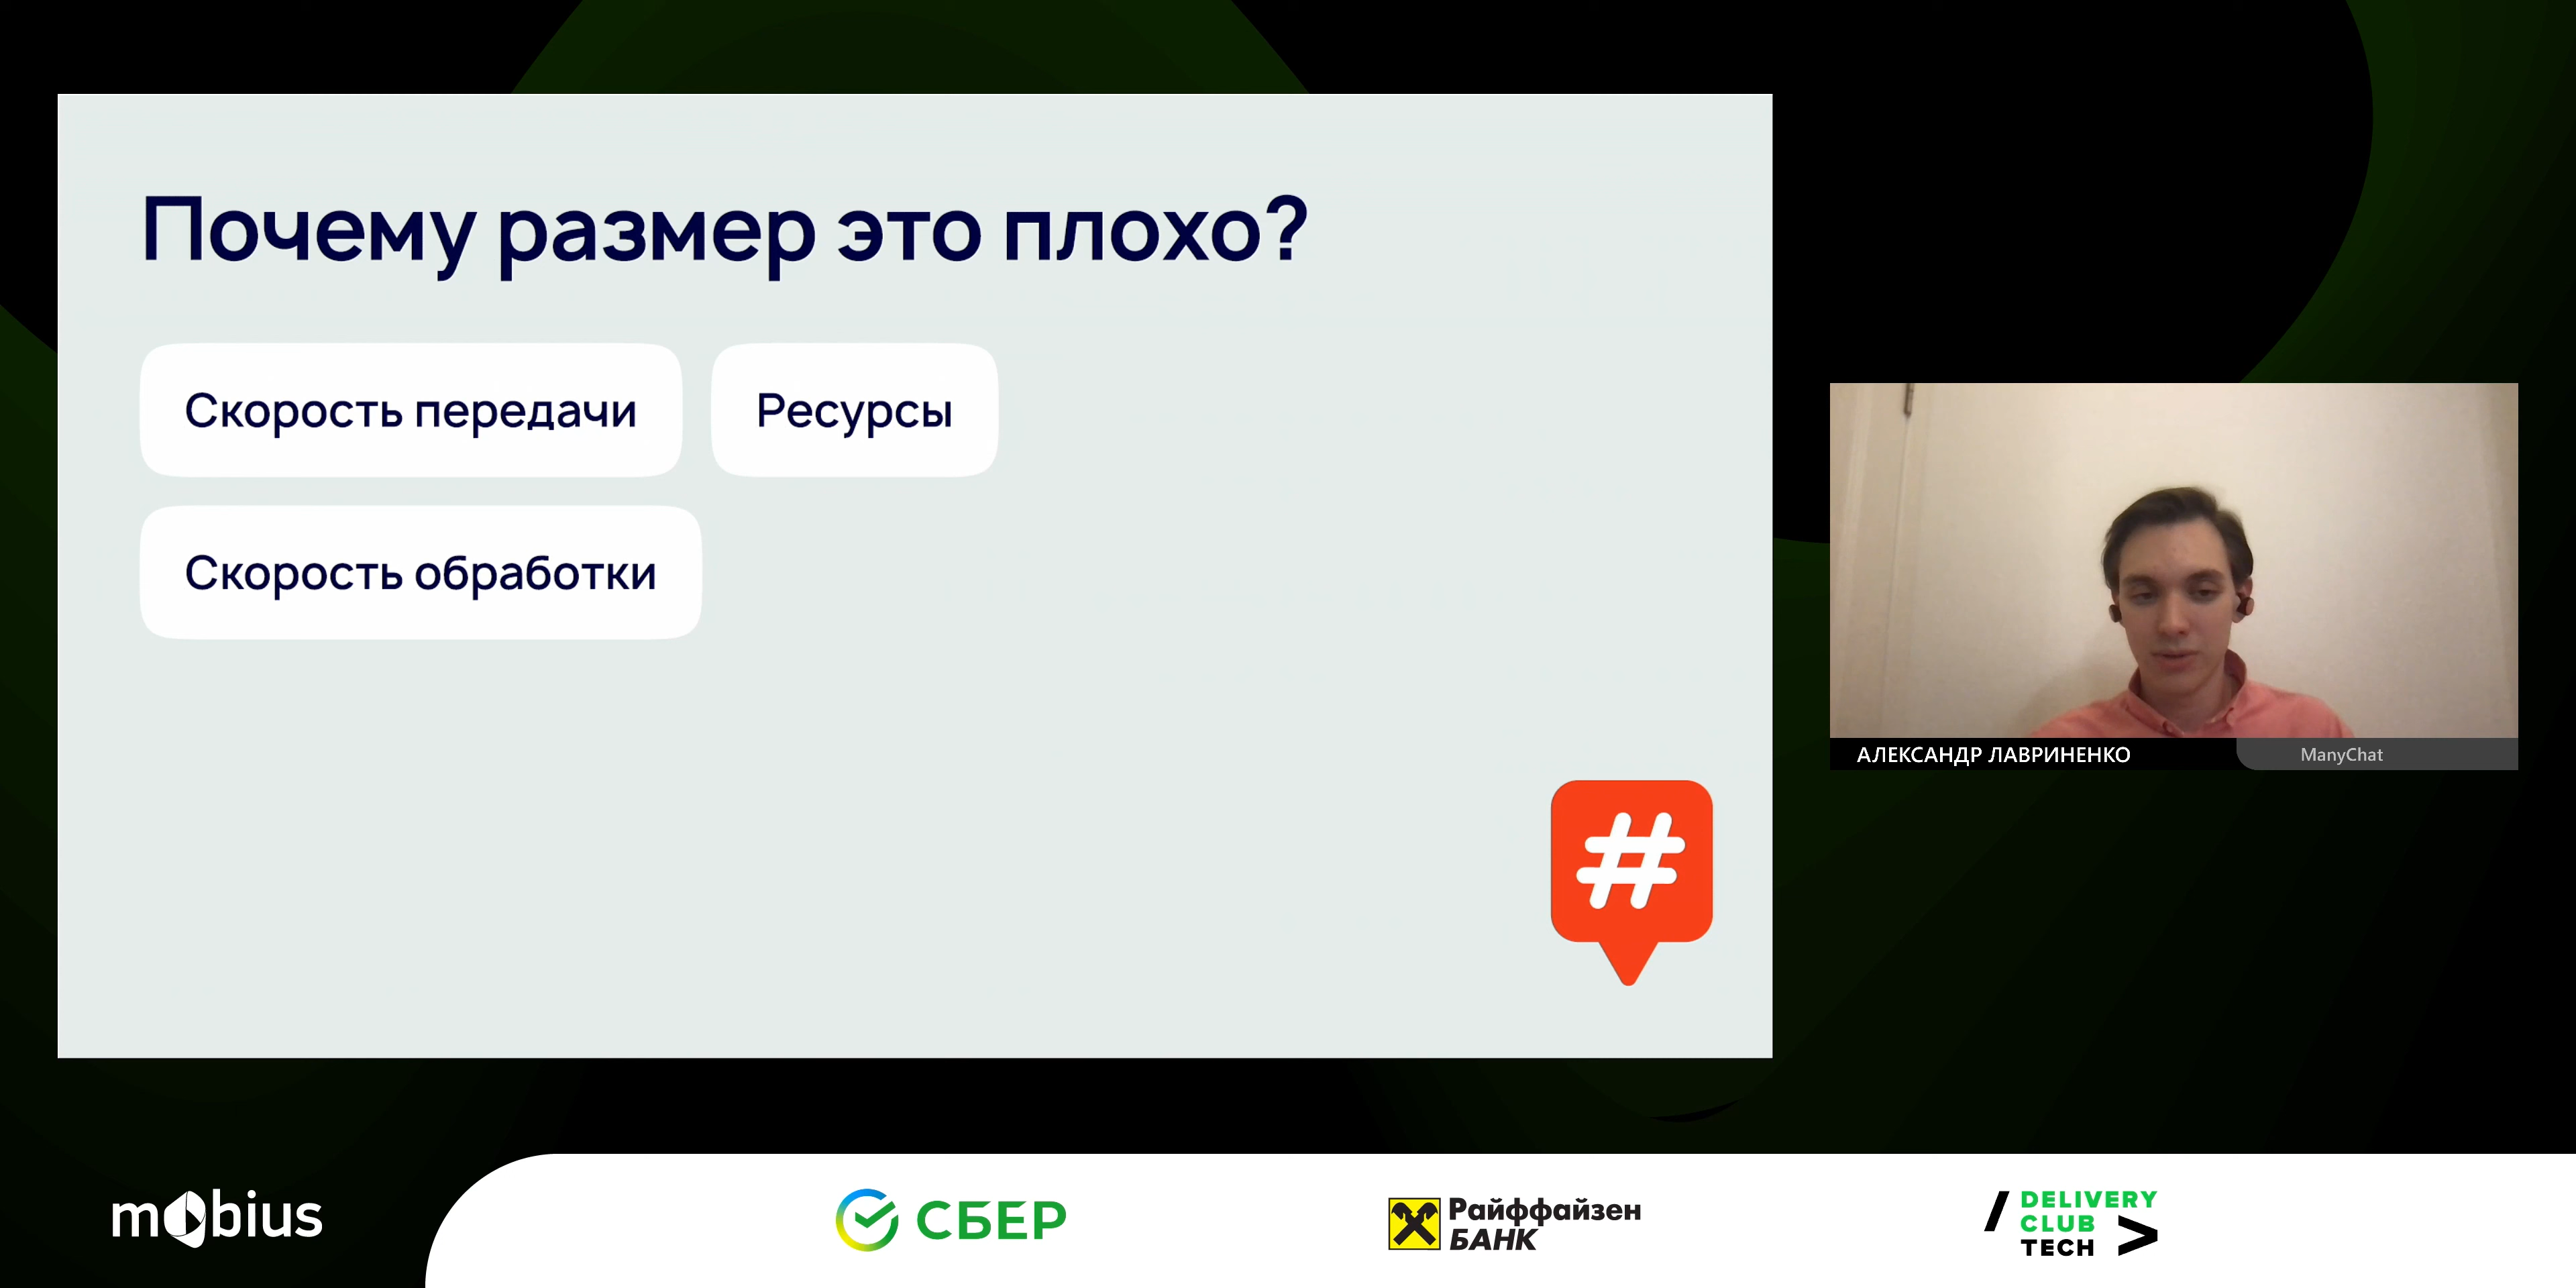 Почему размер это плохо?
Скорость передачи
Ресурсы
Скорость обработки
#
АЛЕКСАНДР ЛАВРИНЕНКО
ManyChat
mobius
СБЕР
Райффайзен
БАНК
/ DELIVERY
CLUB
TECH >